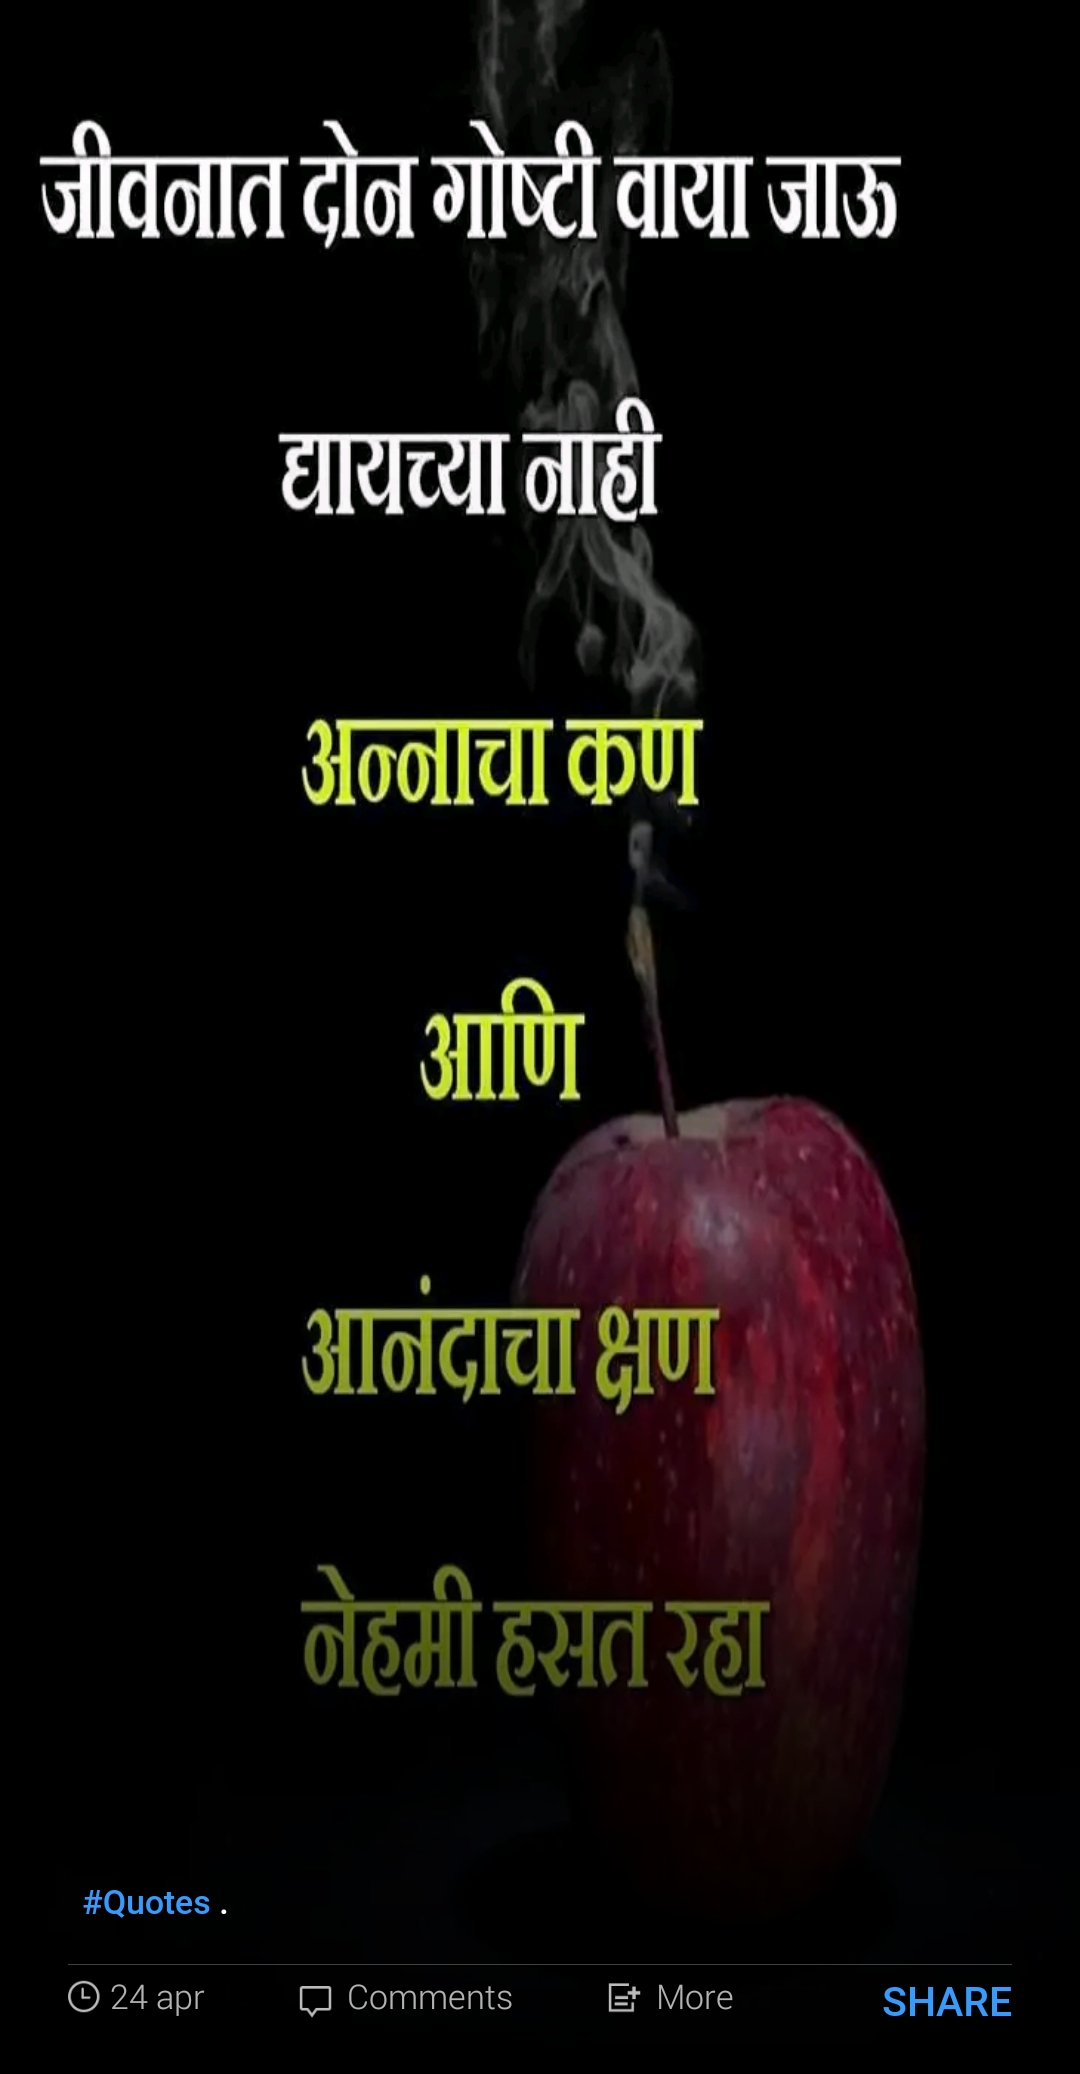 जीवनात दोन गोष्टी वाया जाऊ
द्यायच्या नाही
अन्नाचा कण
आणि
आनंदाचा क्षण
नेहमी हसत रहा
#Quotes .
24 apr Comments More SHARE